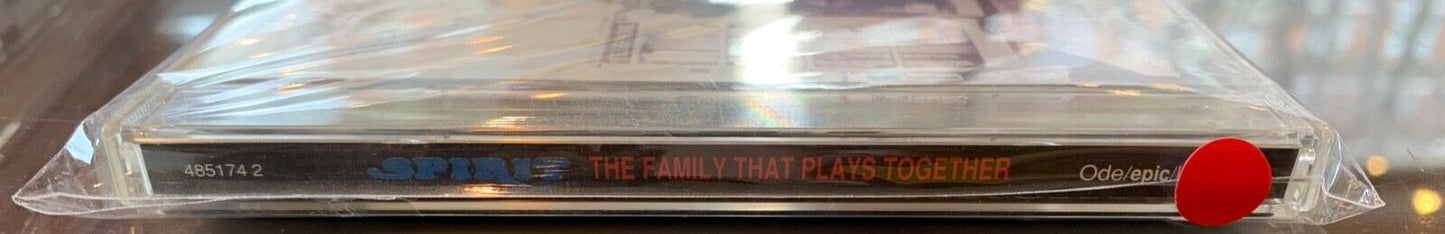 485174 2 SPIRIT THE FAMILY THAT PLAYS TOGETHER Ode/epic/